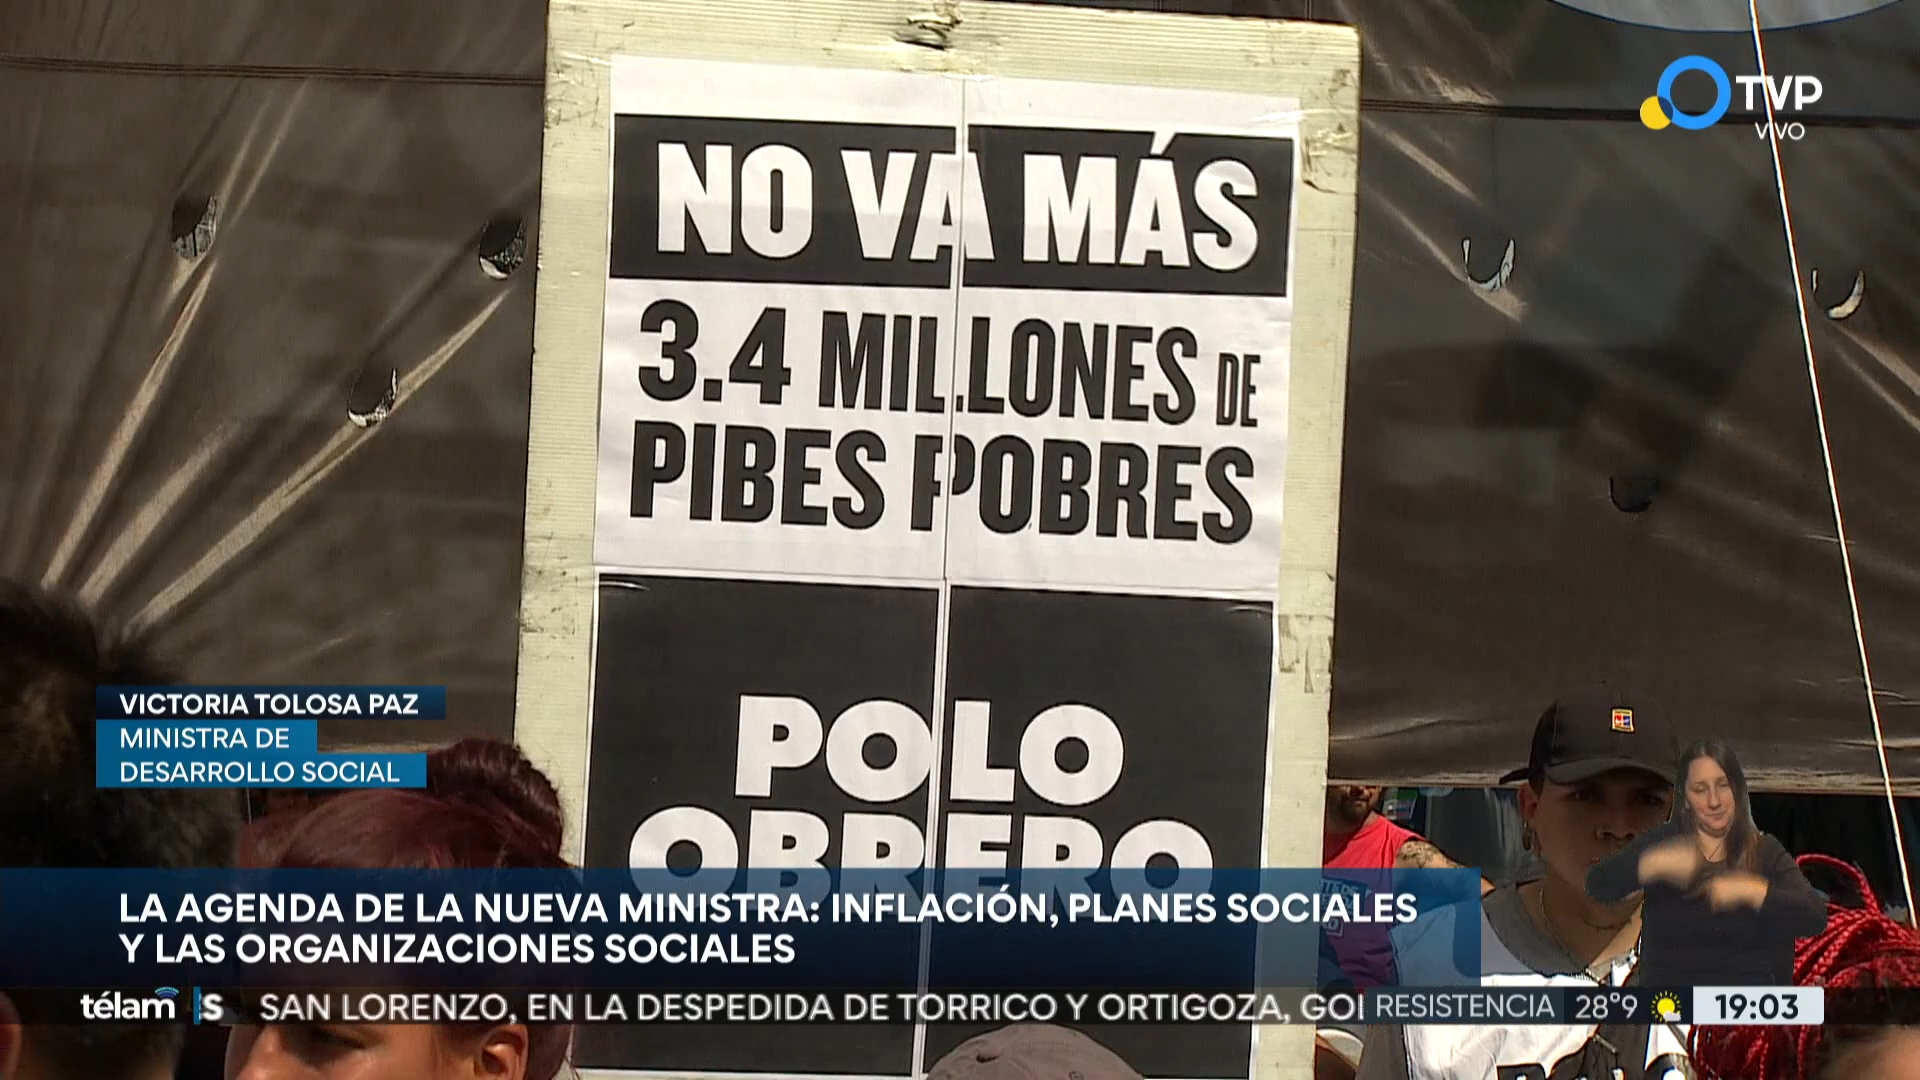 TVP
VIVO
NO VA MÁS
3.4 MILLONES DE
PIBES POBRES
POLO
OBRERO
VICTORIA TOLOSA PAZ
MINISTRA DE
DESARROLLO SOCIAL
LA AGENDA DE LA NUEVA MINISTRA: INFLACIÓN, PLANES SOCIALES
Y LAS ORGANIZACIONES SOCIALES
télam S SAN LORENZO, EN LA DESPEDIDA DE TORRICO Y ORTIGOZA, GOL RESISTENCIA 28°9 19:03